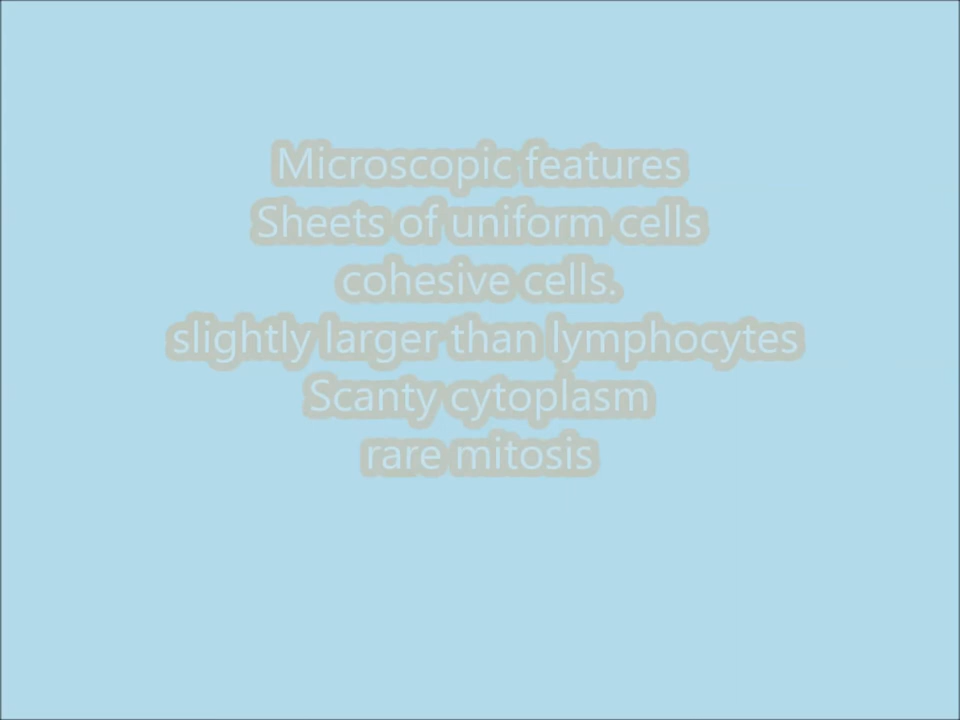 Microscopic features
Sheets of uniform cells
cohesive cells.
slightly larger than lymphocytes
Scanty cytoplasm
rare mitosis